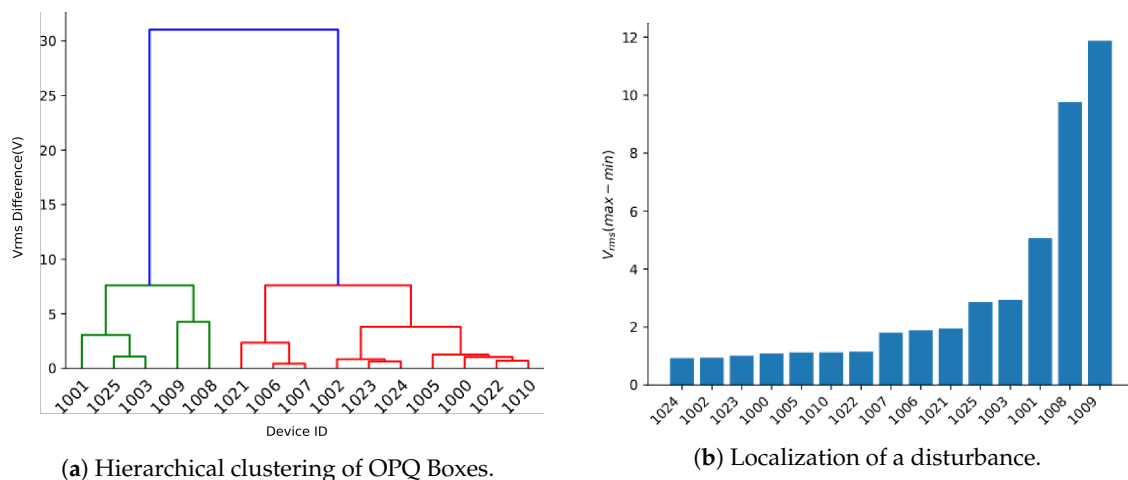 30
25
20
15
10
5
0
Vrms Difference(V)
1001 1025 1003 1009 1008 1021 1006 1007 1002 1023 1024 1005 1000 1022 1010
Device ID
(a) Hierarchical clustering of OPQ Boxes.
12
10
8
6
4
2
0
V_rms(max − min)
1024 1002 1023 1000 1005 1010 1022 1007 1006 1021 1025 1003 1001 1008 1009
(b) Localization of a disturbance.